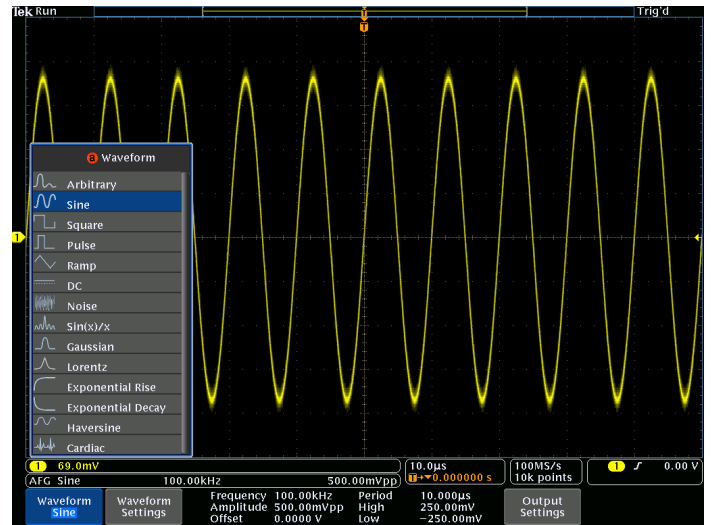 Tek Run Trig'd
T
T
a Waveform
Arbitrary
Sine
Square
Pulse
Ramp
DC
Noise
Sin(x)/x
Gaussian
Lorentz
Exponential Rise
Exponential Decay
Haversine
Cardiac
1
1 69.0mV
AFG Sine 100.00kHz 500.00mVpp
10.0µs
T→▼0.000000 s
100MS/s
10k points
1 0.00 V
Waveform
Sine
Waveform
Settings
Frequency 100.00kHz Period 10.000µs
Amplitude 500.00mVpp High 250.00mV
Offset 0.0000 V Low −250.00mV
Output
Settings